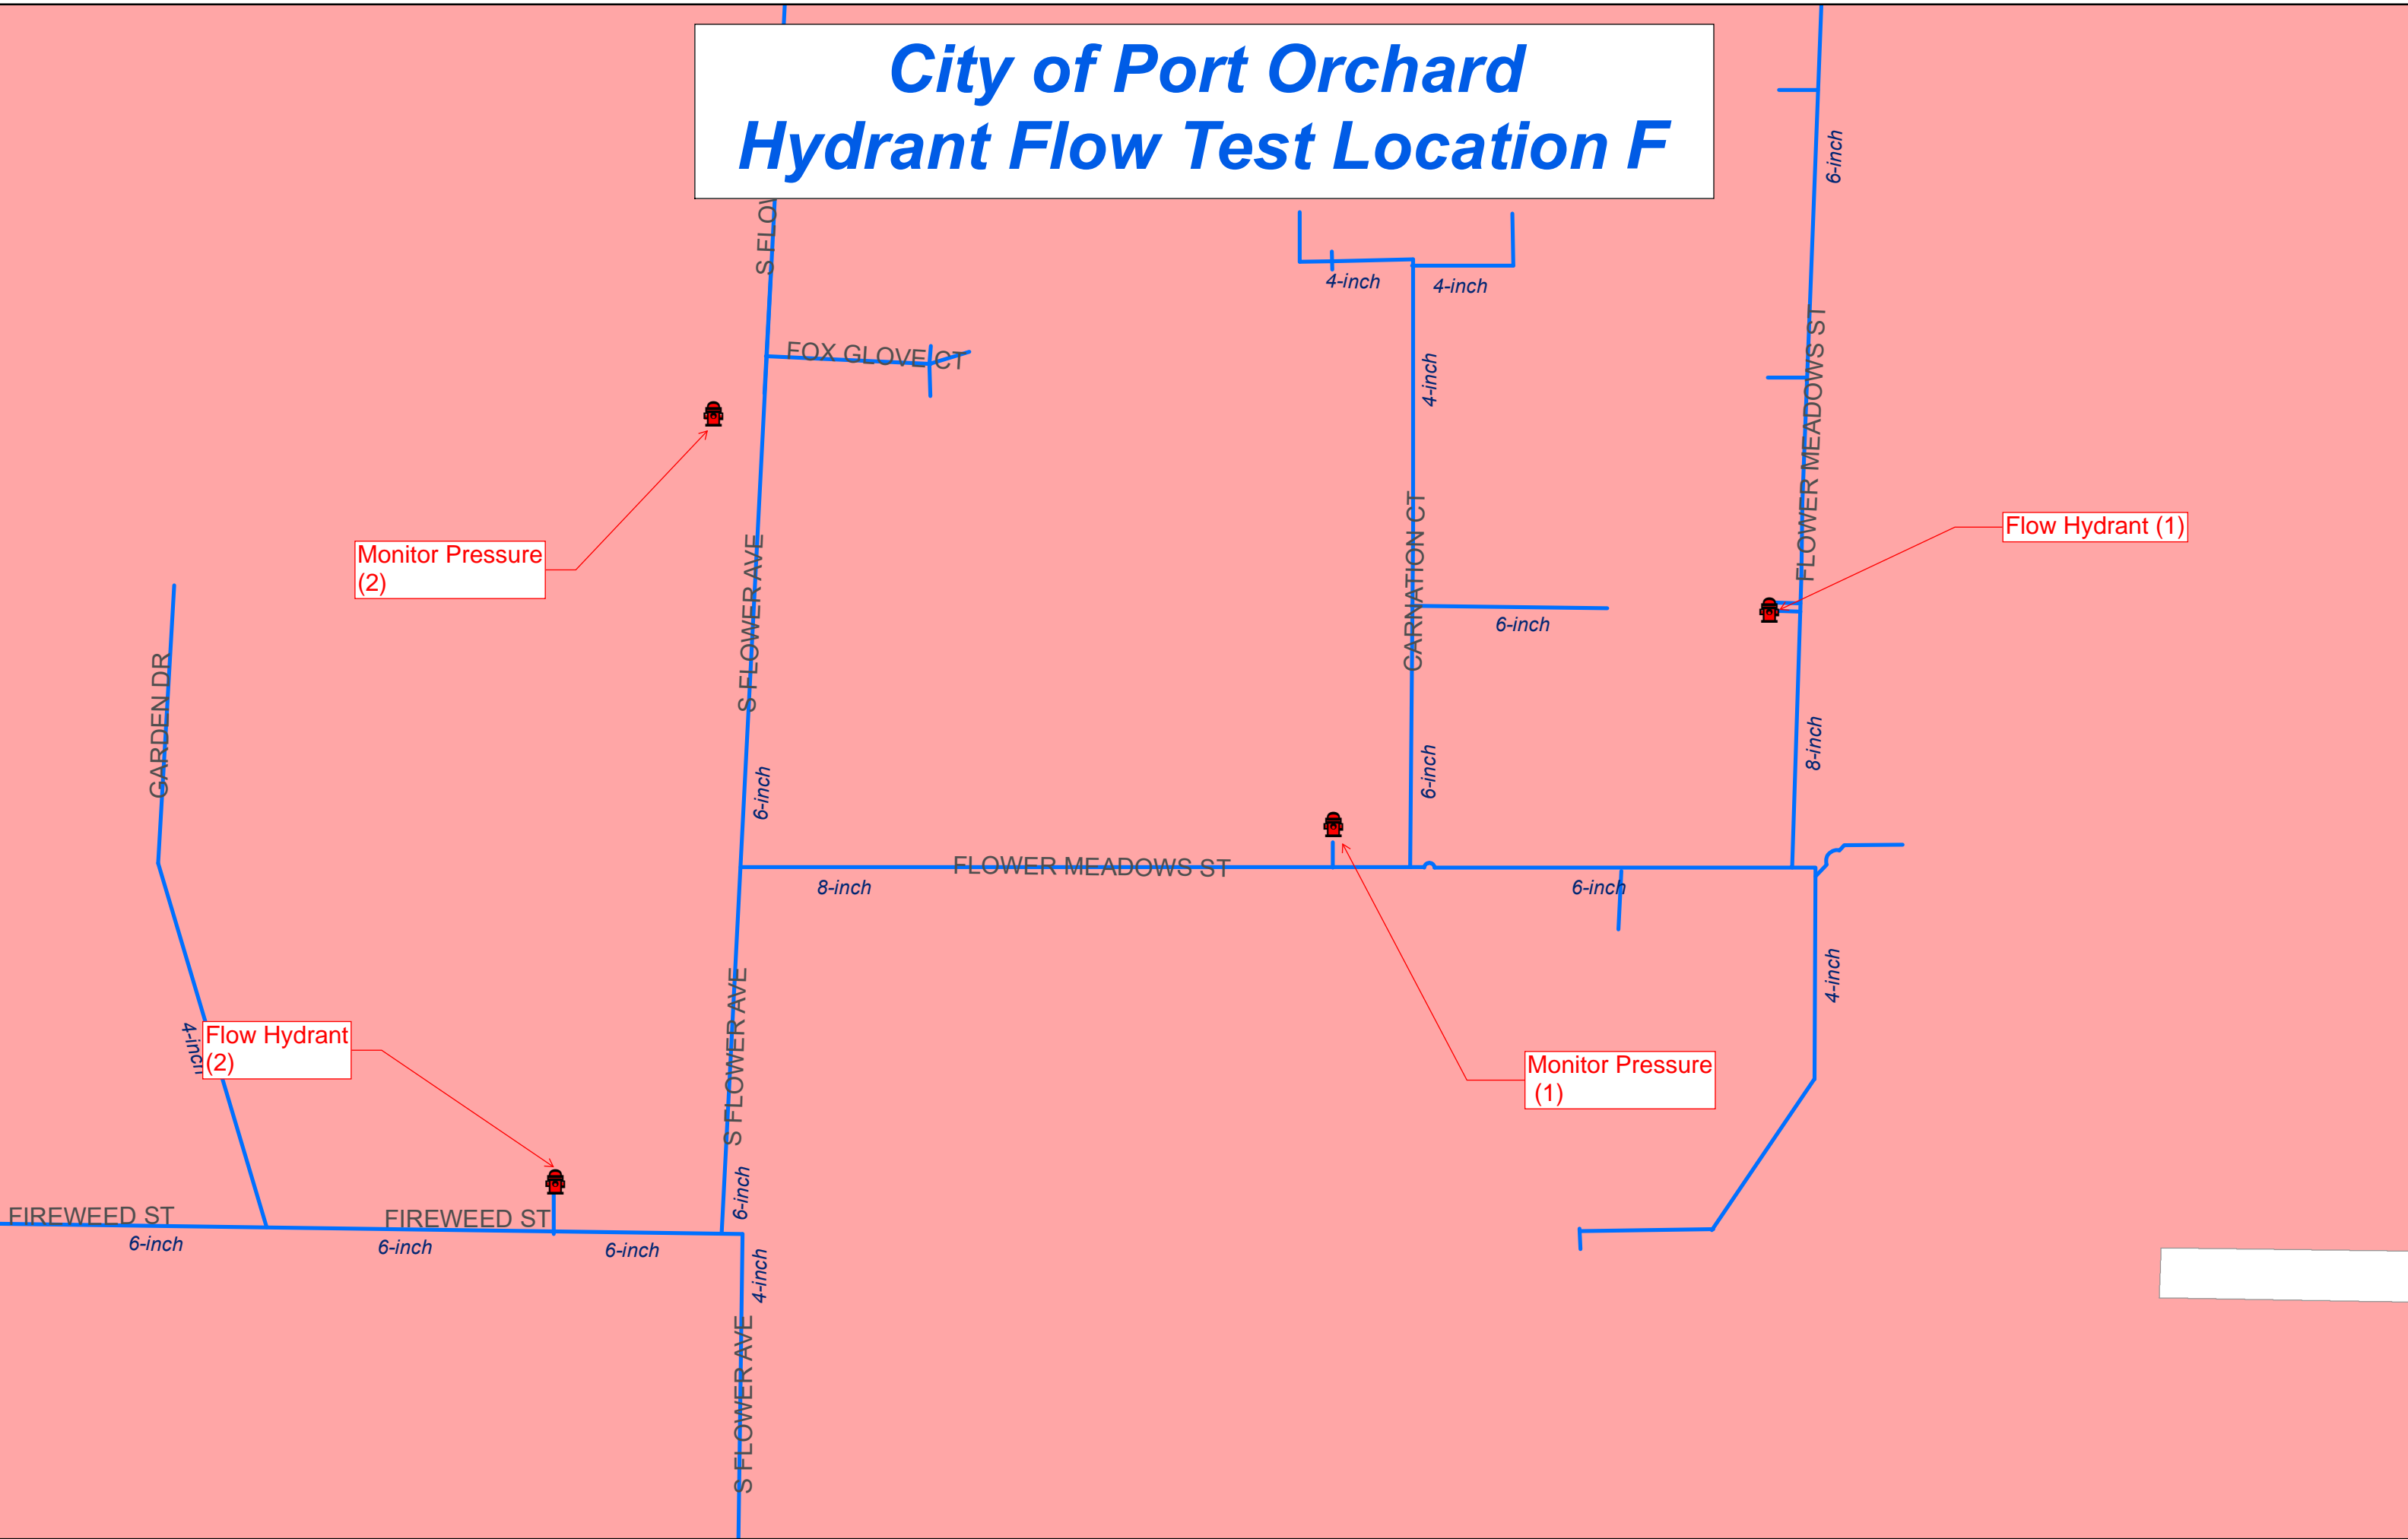 City of Port Orchard
Hydrant Flow Test Location F
6-inch
S FLOW
4-inch
4-inch
FOX GLOVE CT
4-inch
FLOWER MEADOWS ST
Flow Hydrant (1)
Monitor Pressure
(2)
S FLOWER AVE
CARNATION CT
6-inch
GARDEN DR
6-inch
6-inch
8-inch
FLOWER MEADOWS ST
8-inch
6-inch
4-inch
S FLOWER AVE
4-inch
Flow Hydrant
(2)
Monitor Pressure
(1)
6-inch
FIREWEED ST
FIREWEED ST
6-inch
6-inch
6-inch
4-inch
S FLOWER AVE